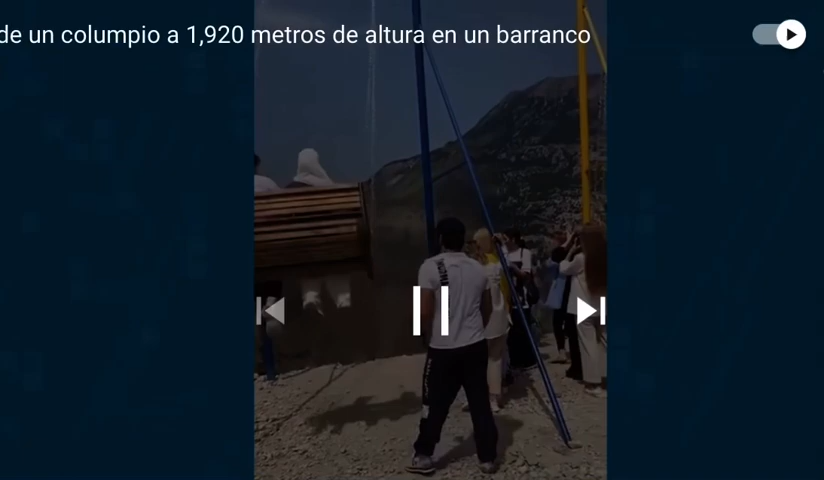 de un columpio a 1,920 metros de altura en un barranco